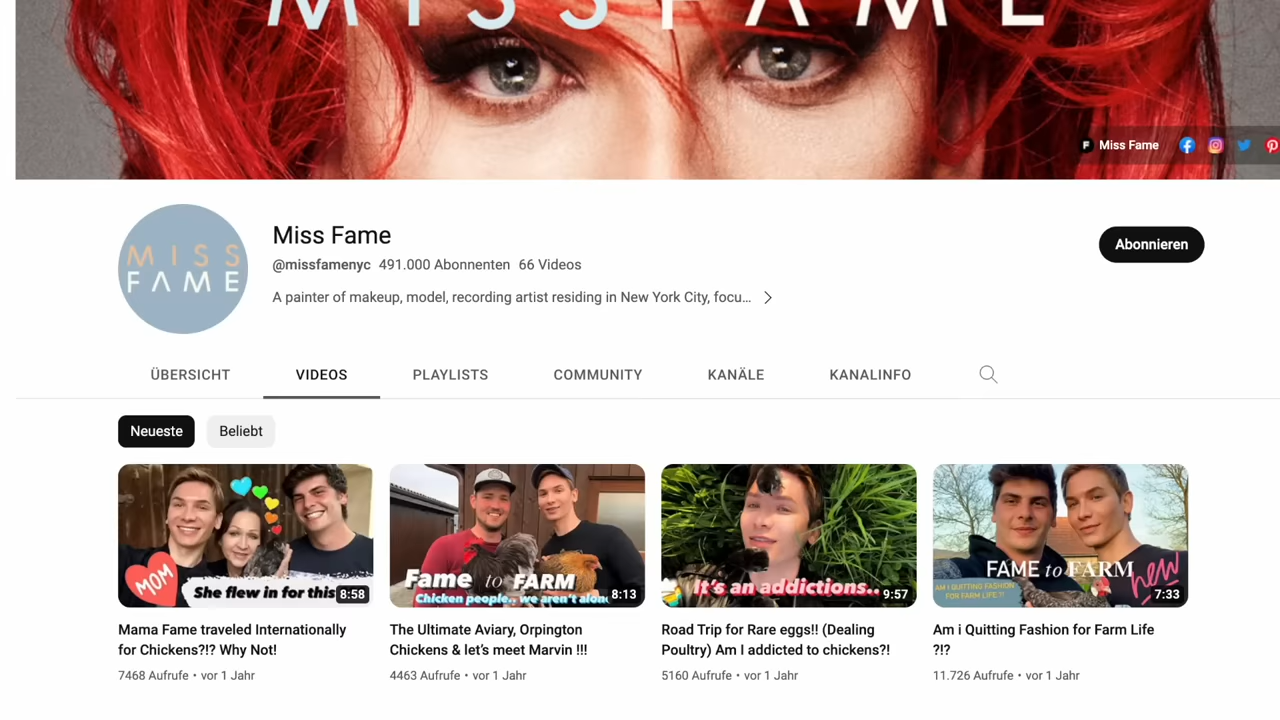 MISS FAME
Miss Fame
MISS
FAME
Miss Fame
@missfamenyc 491.000 Abonnenten 66 Videos
A painter of makeup, model, recording artist residing in New York City, focu...
Abonnieren
ÜBERSICHT VIDEOS PLAYLISTS COMMUNITY KANÄLE KANALINFO
Neueste Beliebt
MOM
She flew in for this
8:58
Fame to FARM
Chicken people.. we aren't alone
8:13
It's an addictions..
9:57
FAME to FARM
new
AM I QUITTING FASHION
FOR FARM LIFE ?!
7:33
Mama Fame traveled Internationally
for Chickens?!? Why Not!
7468 Aufrufe • vor 1 Jahr
The Ultimate Aviary, Orpington
Chickens & let's meet Marvin !!!
4463 Aufrufe • vor 1 Jahr
Road Trip for Rare eggs!! (Dealing
Poultry) Am I addicted to chickens?!
5160 Aufrufe • vor 1 Jahr
Am i Quitting Fashion for Farm Life
?!?
11.726 Aufrufe • vor 1 Jahr